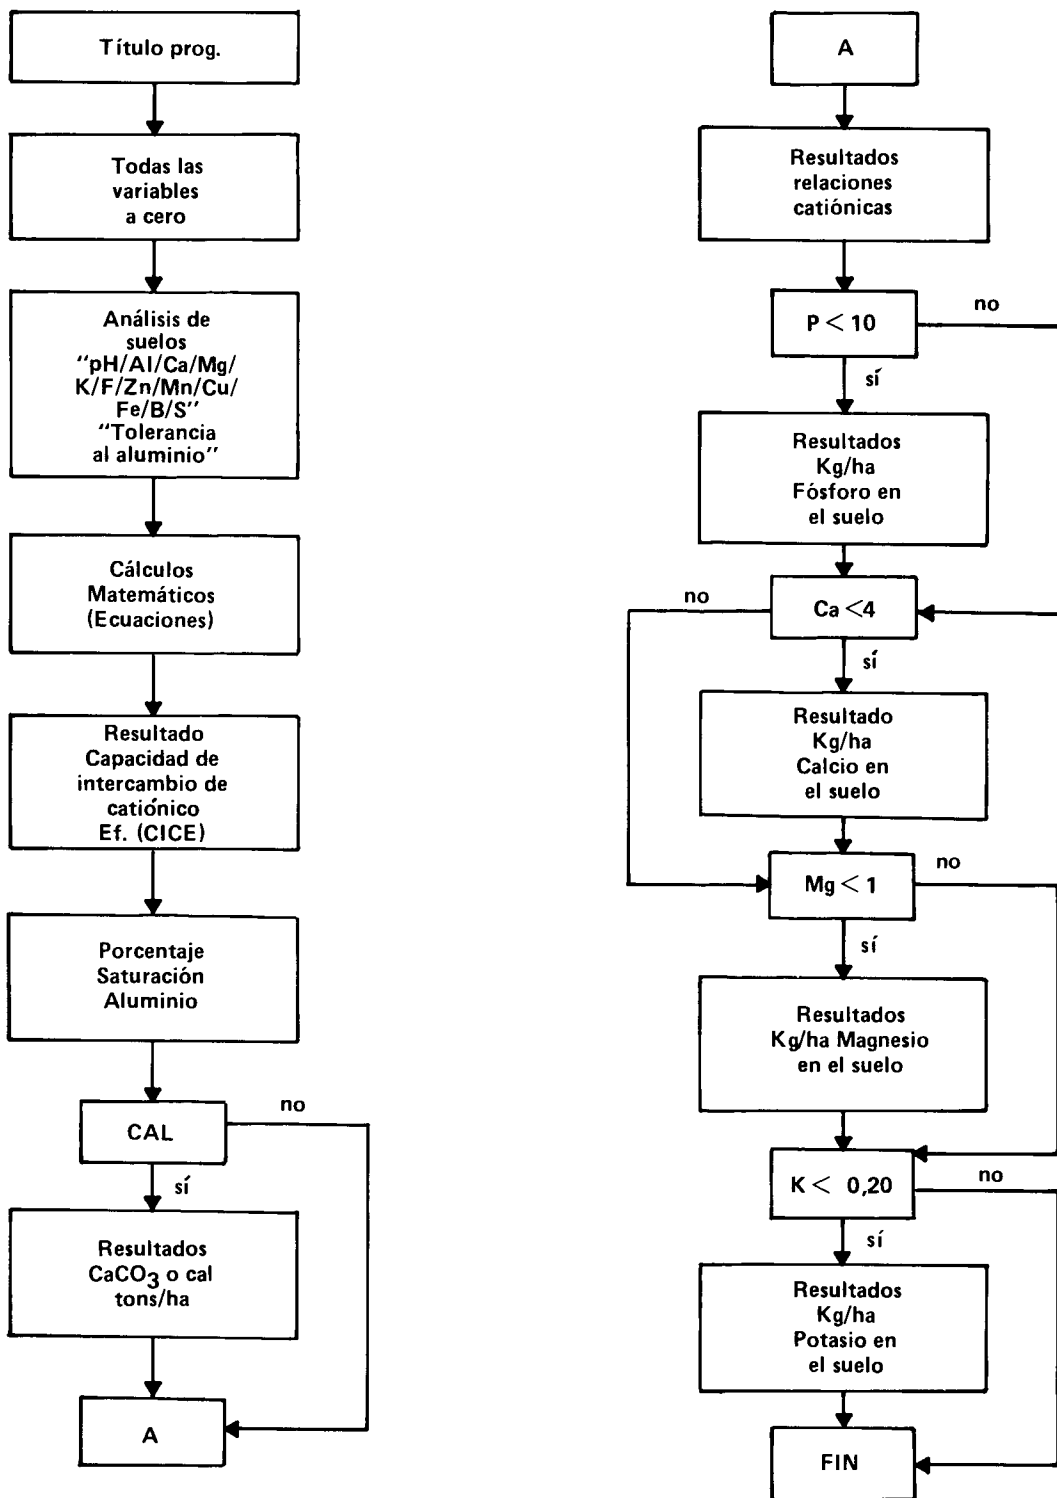 Título prog.
Todas las
variables
a cero
Análisis de
suelos
“pH/Al/Ca/Mg/
K/F/Zn/Mn/Cu/
Fe/B/S”
“Tolerancia
al aluminio”
Cálculos
Matemáticos
(Ecuaciones)
Resultado
Capacidad de
intercambio de
catiónico
Ef. (CICE)
Porcentaje
Saturación
Aluminio
CAL
no
sí
Resultados
CaCO3 o cal
tons/ha
A
A
Resultados
relaciones
catiónicas
P < 10
no
sí
Resultados
Kg/ha
Fósforo en
el suelo
Ca <4
no
sí
Resultado
Kg/ha
Calcio en
el suelo
Mg < 1
no
sí
Resultados
Kg/ha Magnesio
en el suelo
K < 0,20
no
sí
Resultados
Kg/ha
Potasio en
el suelo
FIN